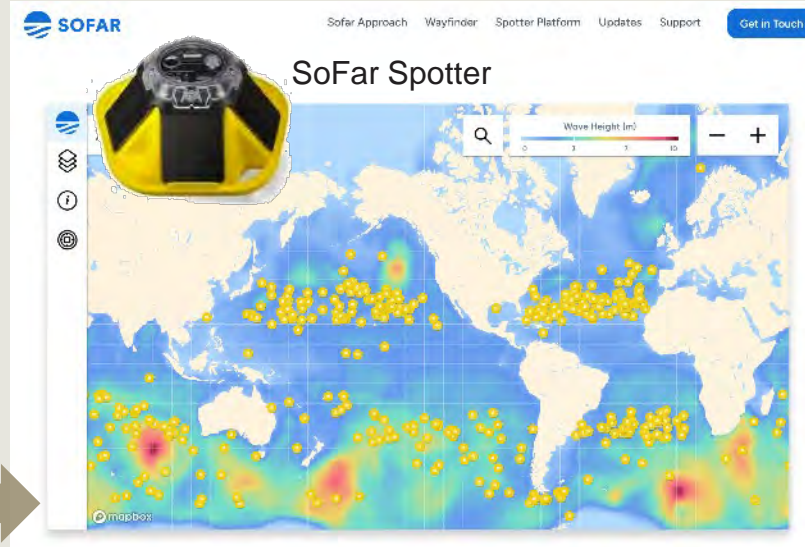 SOFAR
Sofar Approach Wayfinder Spotter Platform Updates Support Get in Touch
SoFar Spotter
Wave Height (m)
0 3 7 10
mapbox